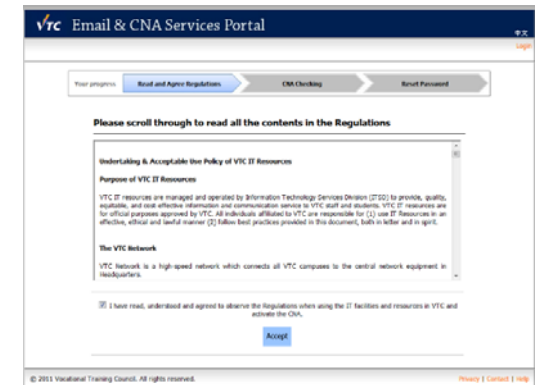 VTC Email & CNA Services Portal
中文
Login
Your progress Read and Agree Regulations CNA Checking Reset Password
Please scroll through to read all the contents in the Regulations
Undertaking & Acceptable Use Policy of VTC IT Resources
Purpose of VTC IT Resources
VTC IT resources are managed and operated by Information Technology Services Division (ITSD) to provide, quality,
equitable, and cost effective information and communication service to VTC staff and students. VTC IT resources are
for official purposes approved by VTC. All individuals affiliated to VTC are responsible for (1) use IT Resources in an
effective, ethical and lawful manner (2) follow best practices provided in this document, both in letter and in spirit.
The VTC Network
VTC Network is a high-speed network which connects all VTC campuses to the central network equipment in
Headquarters.
I have read, understood and agreed to observe the Regulations when using the IT facilities and resources in VTC and
activate the CNA.
Accept
© 2011 Vocational Training Council. All rights reserved.
Privacy | Contact | Help